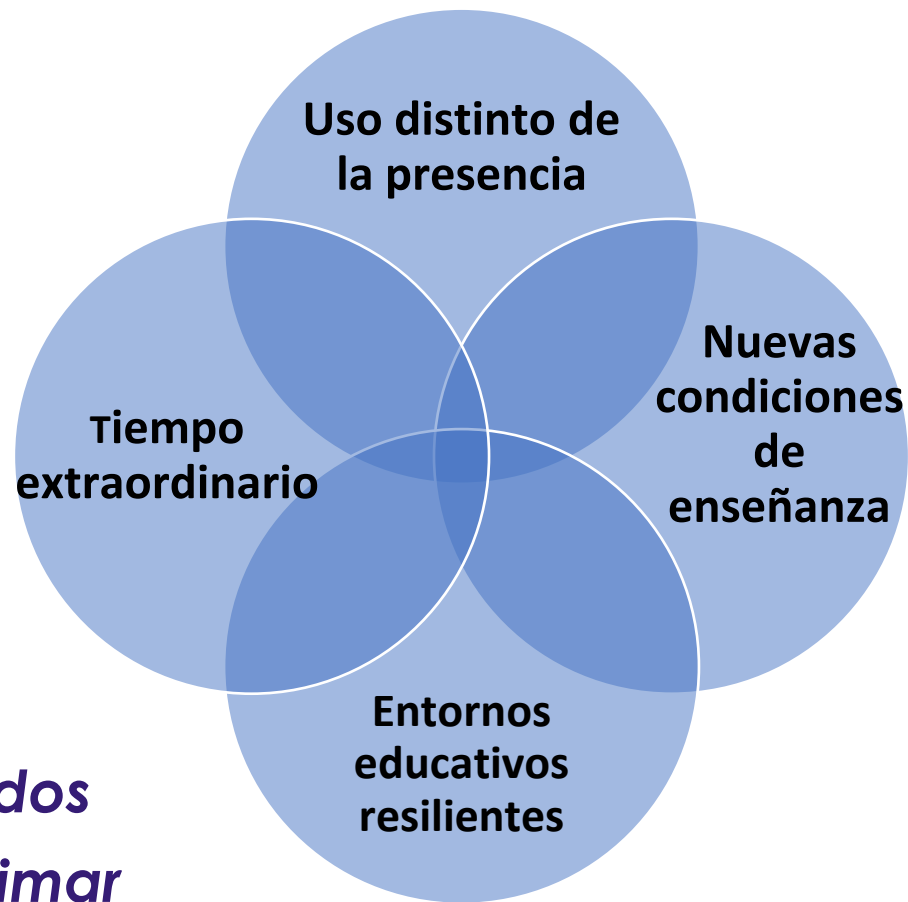 Uso distinto de
la presencia
Nuevas
condiciones
de
enseñanza
Tiempo
extraordinario
Entornos
educativos
resilientes
dos
imar